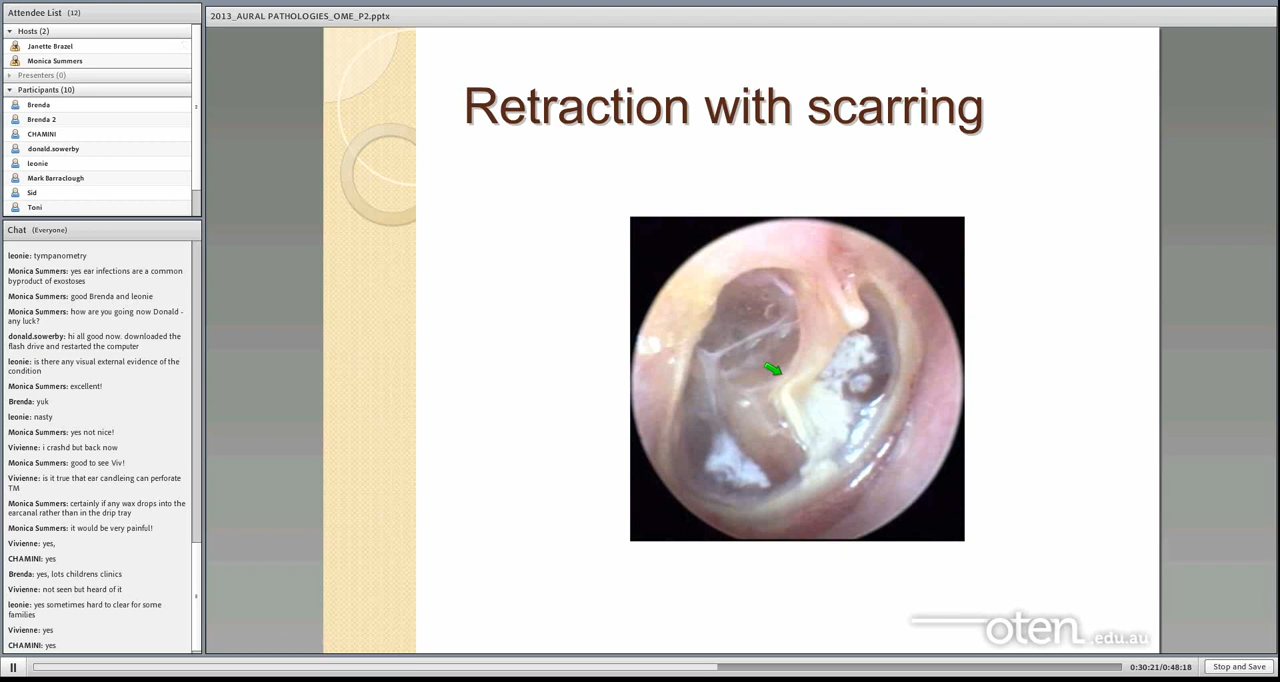 Attendee List (12)
Hosts (2)
Janette Brazel
Monica Summers
Presenters (0)
Participants (10)
Brenda
Brenda 2
CHAMINI
donald.sowerby
leonie
Mark Barraclough
Sid
Toni
Chat (Everyone)
leonie: tympanometry
Monica Summers: yes ear infections are a common
byproduct of exostoses
Monica Summers: good Brenda and leonie
Monica Summers: how are you going now Donald -
any luck?
donald.sowerby: hi all good now. downloaded the
flash drive and restarted the computer
leonie: is there any visual external evidence of the
condition
Monica Summers: excellent!
Brenda: yuk
leonie: nasty
Monica Summers: yes not nice!
Vivienne: i crashd but back now
Monica Summers: good to see Viv!
Vivienne: is it true that ear candleing can perforate
TM
Monica Summers: certainly if any wax drops into the
earcanal rather than in the drip tray
Monica Summers: it would be very painful!
Vivienne: yes,
CHAMINI: yes
Brenda: yes, lots childrens clinics
Vivienne: not seen but heard of it
leonie: yes sometimes hard to clear for some
families
Vivienne: yes
CHAMINI: yes
2013_AURAL PATHOLOGIES_OME_P2.pptx
Retraction with scarring
oten.edu.au
0:30:21/0:48:18
Stop and Save